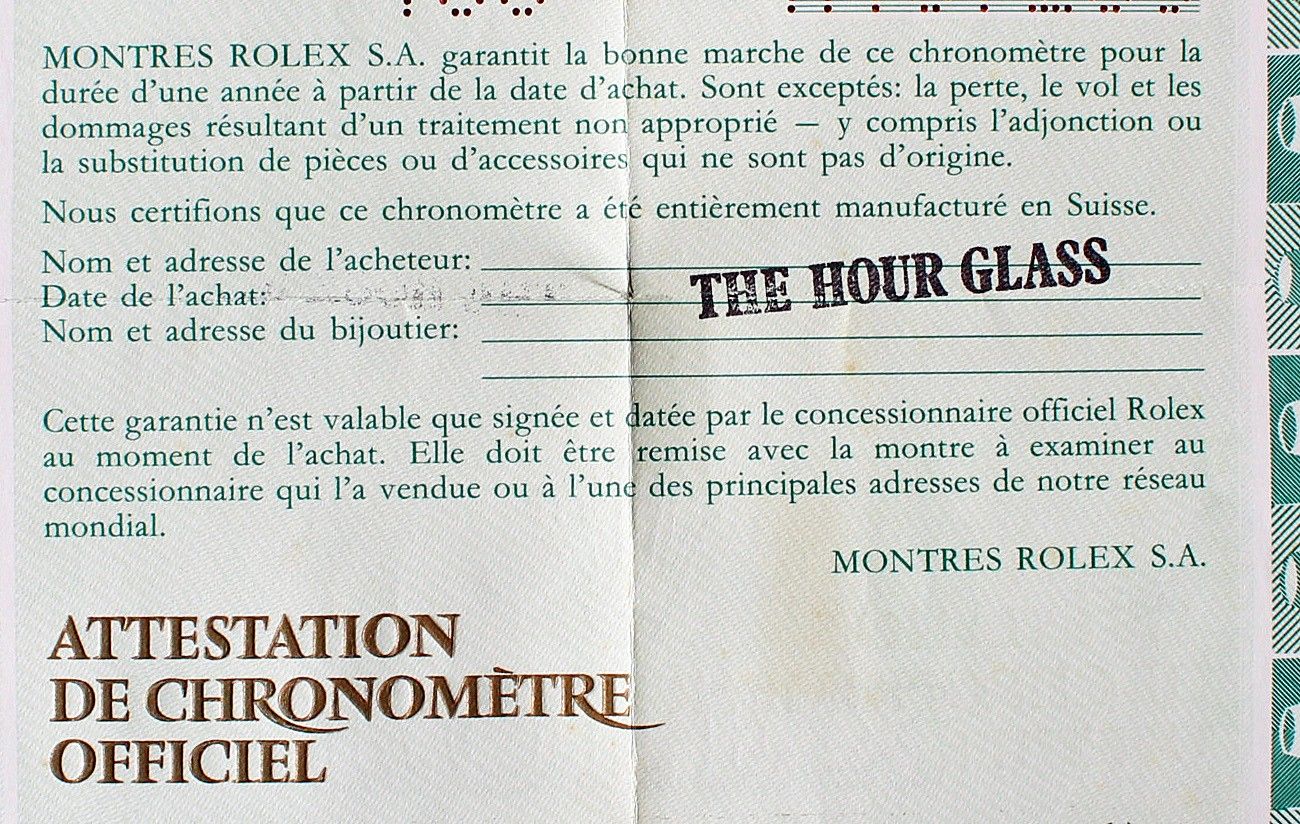 MONTRES ROLEX S.A. garantit la bonne marche de ce chronomètre pour la
durée d’une année à partir de la date d’achat. Sont exceptés: la perte, le vol et les
dommages résultant d’un traitement non approprié — y compris l’adjonction ou
la substitution de pièces ou d’accessoires qui ne sont pas d’origine.
Nous certifions que ce chronomètre a été entièrement manufacturé en Suisse.
Nom et adresse de l’acheteur:
THE HOUR GLASS
Date de l’achat:
Nom et adresse du bijoutier:
Cette garantie n’est valable que signée et datée par le concessionnaire officiel Rolex
au moment de l’achat. Elle doit être remise avec la montre à examiner au
concessionnaire qui l’a vendue ou à l’une des principales adresses de notre réseau
mondial.
MONTRES ROLEX S.A.
ATTESTATION
DE CHRONOMÈTRE
OFFICIEL